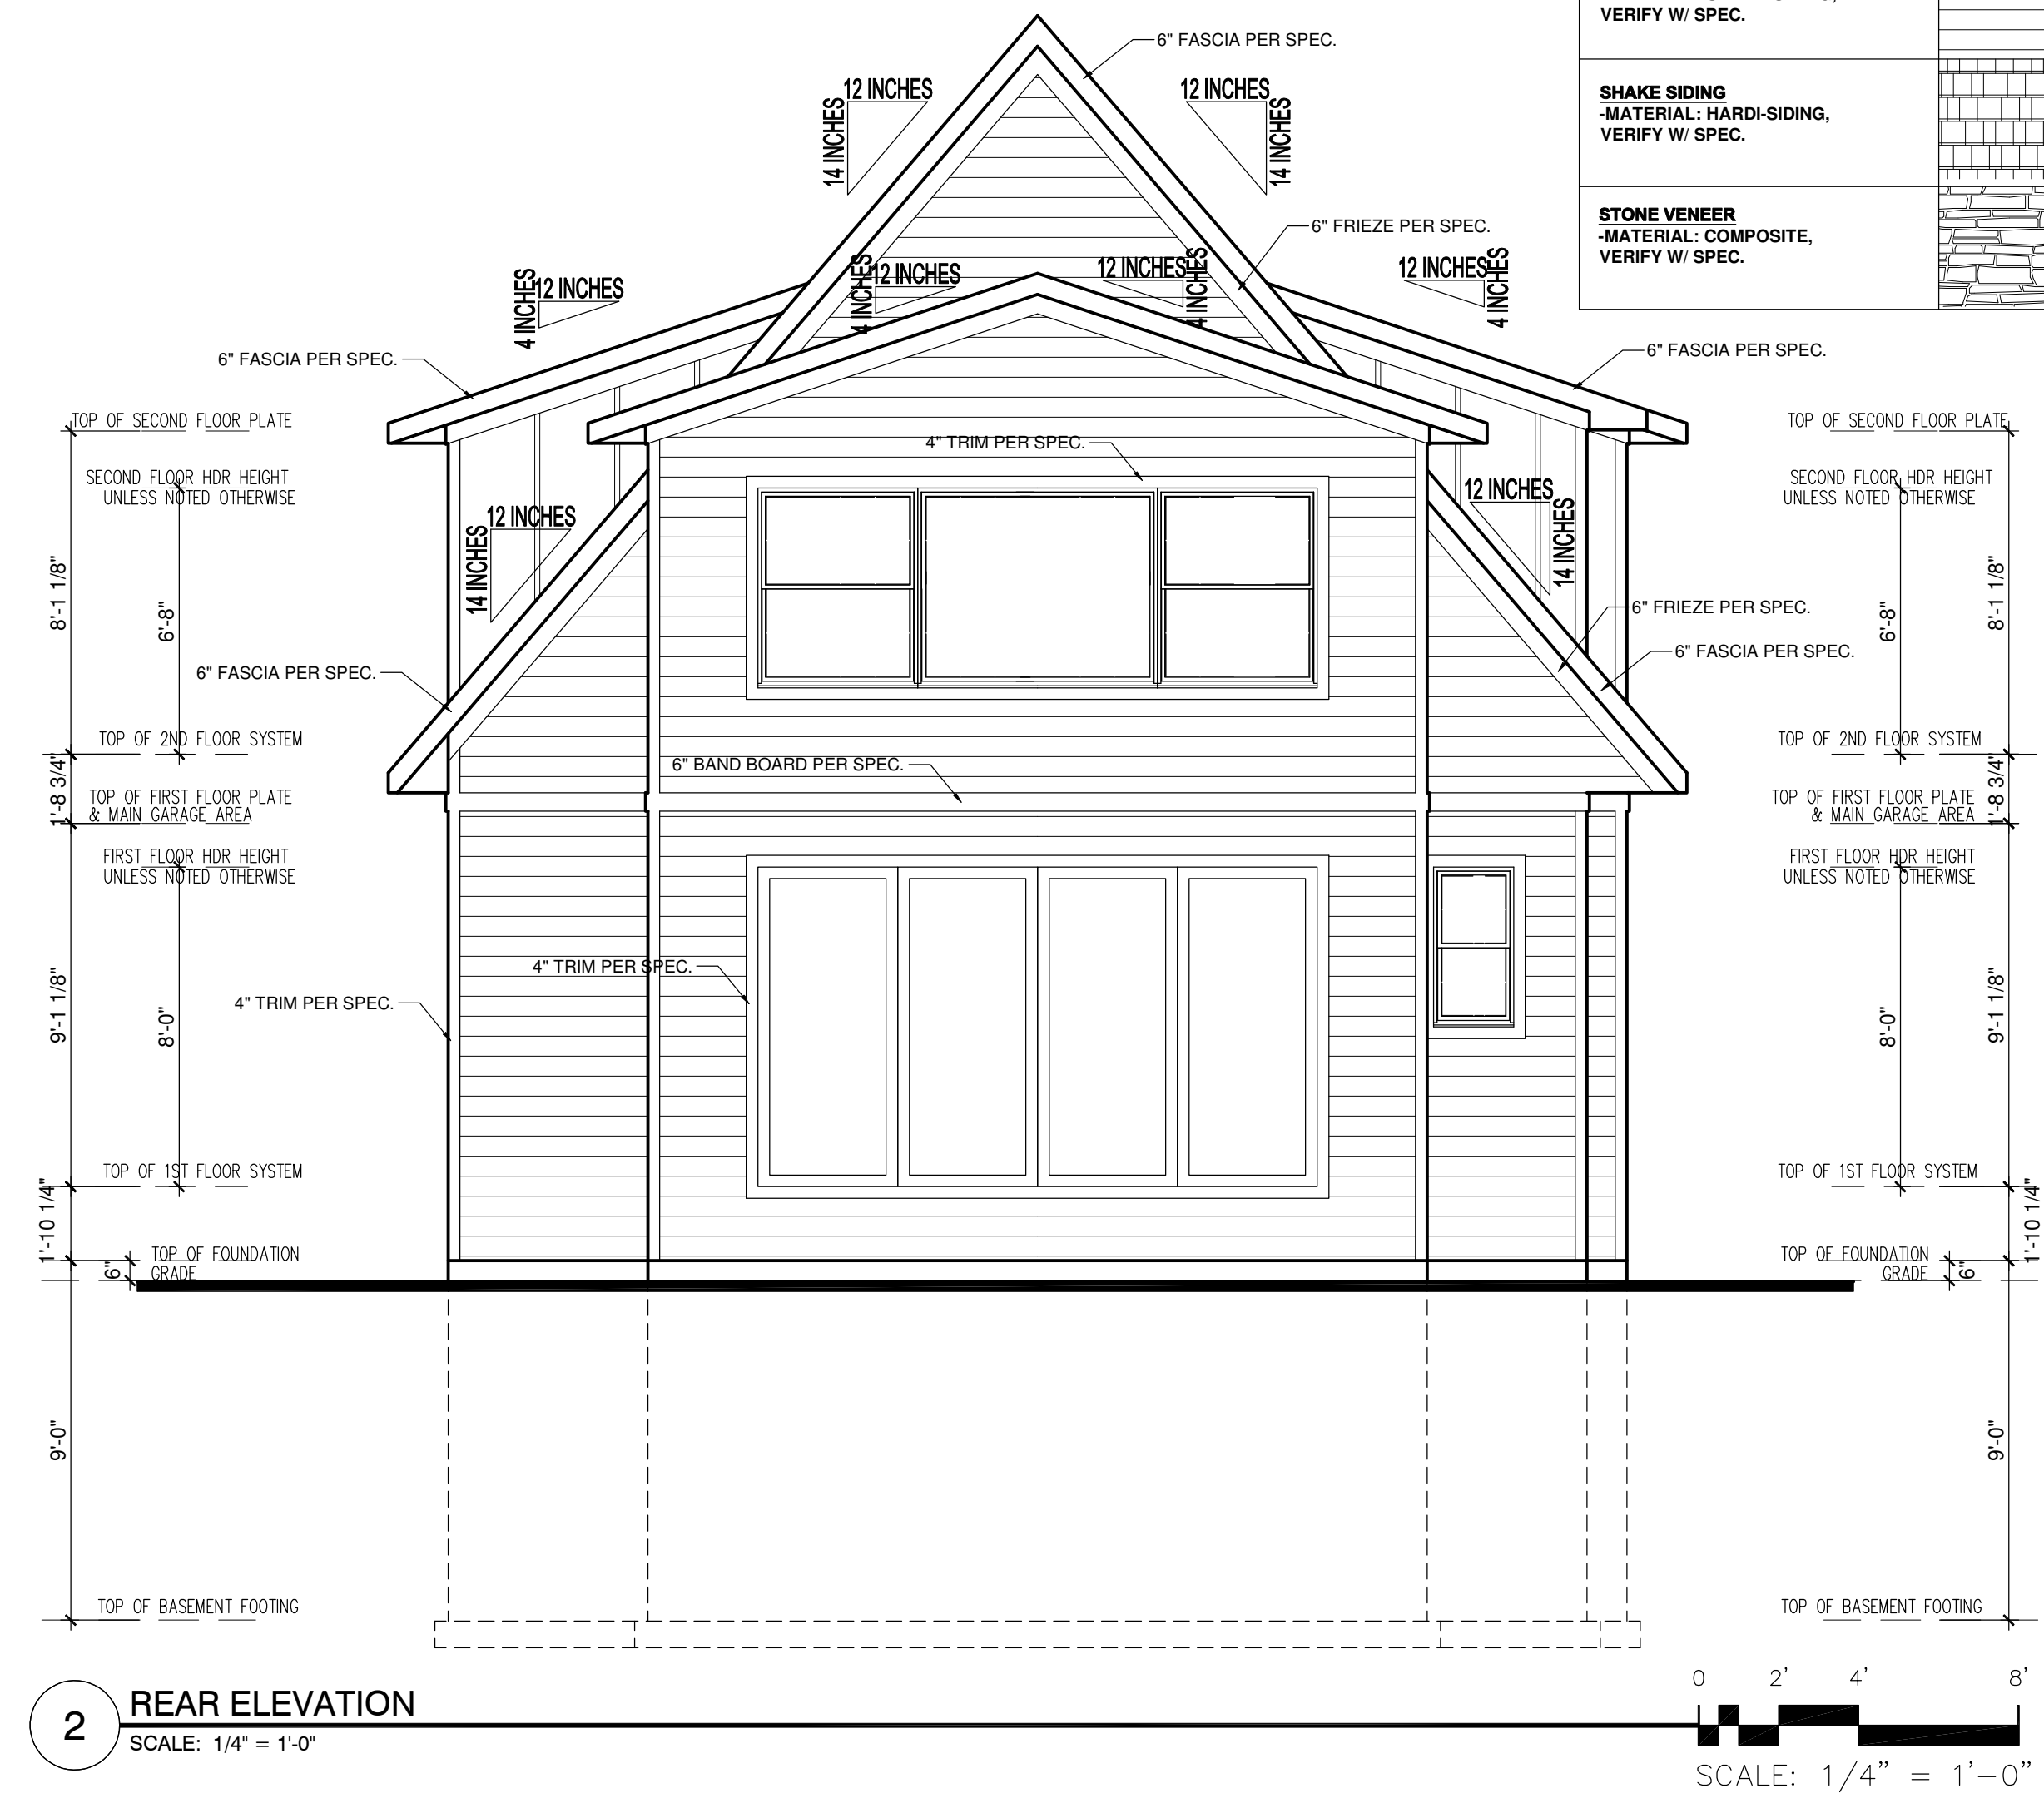 VERIFY W/ SPEC.
SHAKE SIDING
-MATERIAL: HARDI-SIDING,
VERIFY W/ SPEC.
STONE VENEER
-MATERIAL: COMPOSITE,
VERIFY W/ SPEC.
6" FASCIA PER SPEC.
12 INCHES
14 INCHES
12 INCHES
14 INCHES
6" FRIEZE PER SPEC.
12 INCHES
4 INCHES
12 INCHES
4 INCHES
12 INCHES
4 INCHES
12 INCHES
4 INCHES
6" FASCIA PER SPEC.
6" FASCIA PER SPEC.
TOP OF SECOND FLOOR PLATE
TOP OF SECOND FLOOR PLATE
4" TRIM PER SPEC.
SECOND FLOOR HDR HEIGHT
UNLESS NOTED OTHERWISE
SECOND FLOOR HDR HEIGHT
UNLESS NOTED OTHERWISE
12 INCHES
14 INCHES
12 INCHES
14 INCHES
8'-1 1/8"
6'-8"
6'-8"
8'-1 1/8"
6" FRIEZE PER SPEC.
6" FASCIA PER SPEC.
6" FASCIA PER SPEC.
TOP OF 2ND FLOOR SYSTEM
TOP OF 2ND FLOOR SYSTEM
6" BAND BOARD PER SPEC.
1'-8 3/4"
1'-8 3/4"
TOP OF FIRST FLOOR PLATE
& MAIN GARAGE AREA
TOP OF FIRST FLOOR PLATE
& MAIN GARAGE AREA
FIRST FLOOR HDR HEIGHT
UNLESS NOTED OTHERWISE
FIRST FLOOR HDR HEIGHT
UNLESS NOTED OTHERWISE
4" TRIM PER SPEC.
4" TRIM PER SPEC.
9'-1 1/8"
8'-0"
8'-0"
9'-1 1/8"
TOP OF 1ST FLOOR SYSTEM
TOP OF 1ST FLOOR SYSTEM
1'-10 1/4"
1'-10 1/4"
TOP OF FOUNDATION
GRADE
6"
TOP OF FOUNDATION
GRADE
6"
9'-0"
9'-0"
TOP OF BASEMENT FOOTING
TOP OF BASEMENT FOOTING
2
REAR ELEVATION
SCALE: 1/4" = 1'-0"
0 2' 4' 8'
SCALE: 1/4" = 1'-0"